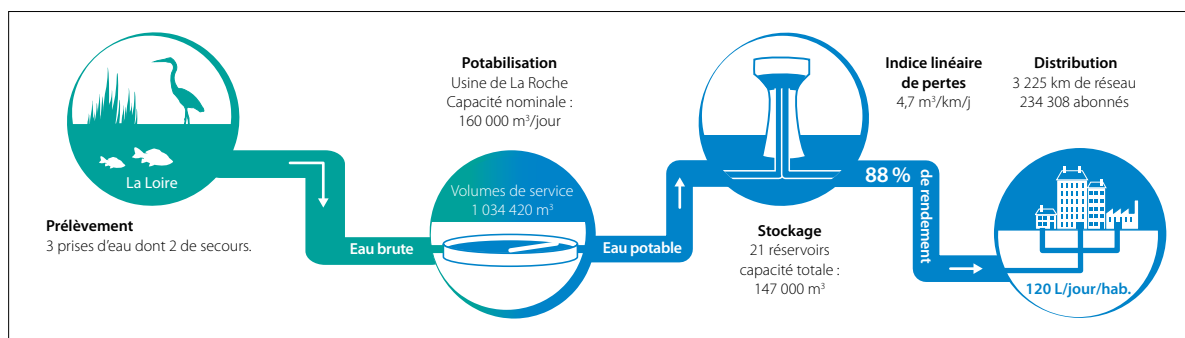 La Loire
Prélèvement
3 prises d'eau dont 2 de secours.
Eau brute
Potabilisation
Usine de La Roche
Capacité nominale :
160 000 m³/jour
Volumes de service
1 034 420 m³
Eau potable
Stockage
21 réservoirs
capacité totale :
147 000 m³
Indice linéaire
de pertes
4,7 m³/km/j
88 %
de rendement
Distribution
3 225 km de réseau
234 308 abonnés
120 L/jour/hab.